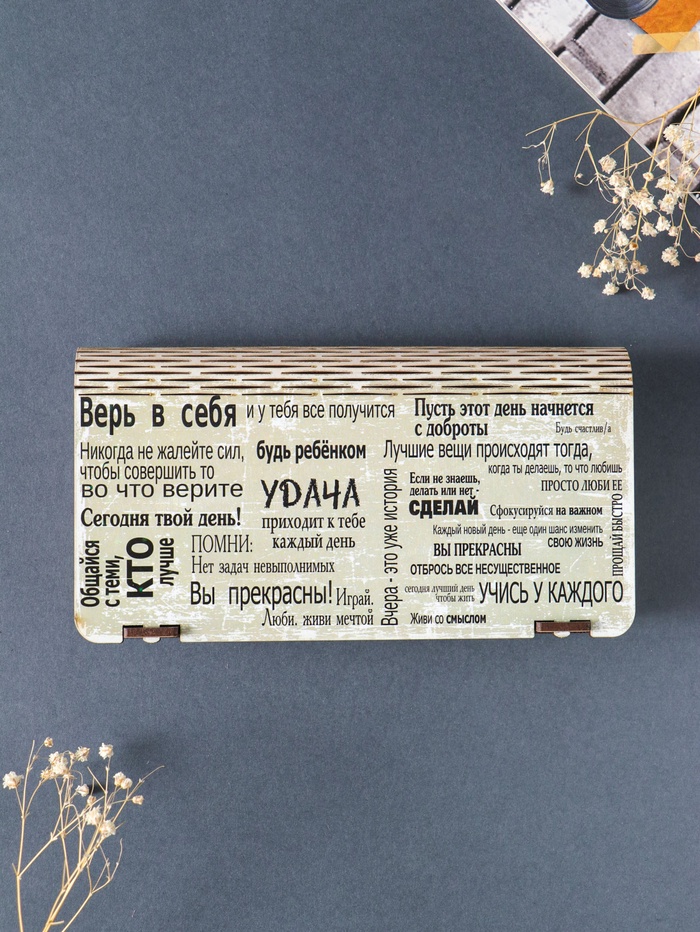 Верь в себя и у тебя все получится
Никогда не жалейте сил,
чтобы совершить то
во что верите
Сегодня твой день!
будь ребёнком
УДАЧА
приходит к тебе
каждый день
Общайся
с теми,
кто
лучше
ПОМНИ:
Нет задач невыполнимых
Вы прекрасны!
Играй.
Люби. живи мечтой
Вчера - это уже история
Пусть этот день начнется
с доброты
Будь счастлив/а
Лучшие вещи происходят тогда,
когда ты делаешь, то что любишь
Если не знаешь,
делать или нет -
СДЕЛАЙ
ПРОСТО ЛЮБИ ЕЕ
Сфокусируйся на важном
Каждый новый день - еще один шанс изменить
свою жизнь
ВЫ ПРЕКРАСНЫ
ОТБРОСЬ ВСЕ НЕСУЩЕСТВЕННОЕ
ПРОЩАЙ БЫСТРО
сегодня лучший день
чтобы жить
УЧИСЬ У КАЖДОГО
Живи со смыслом